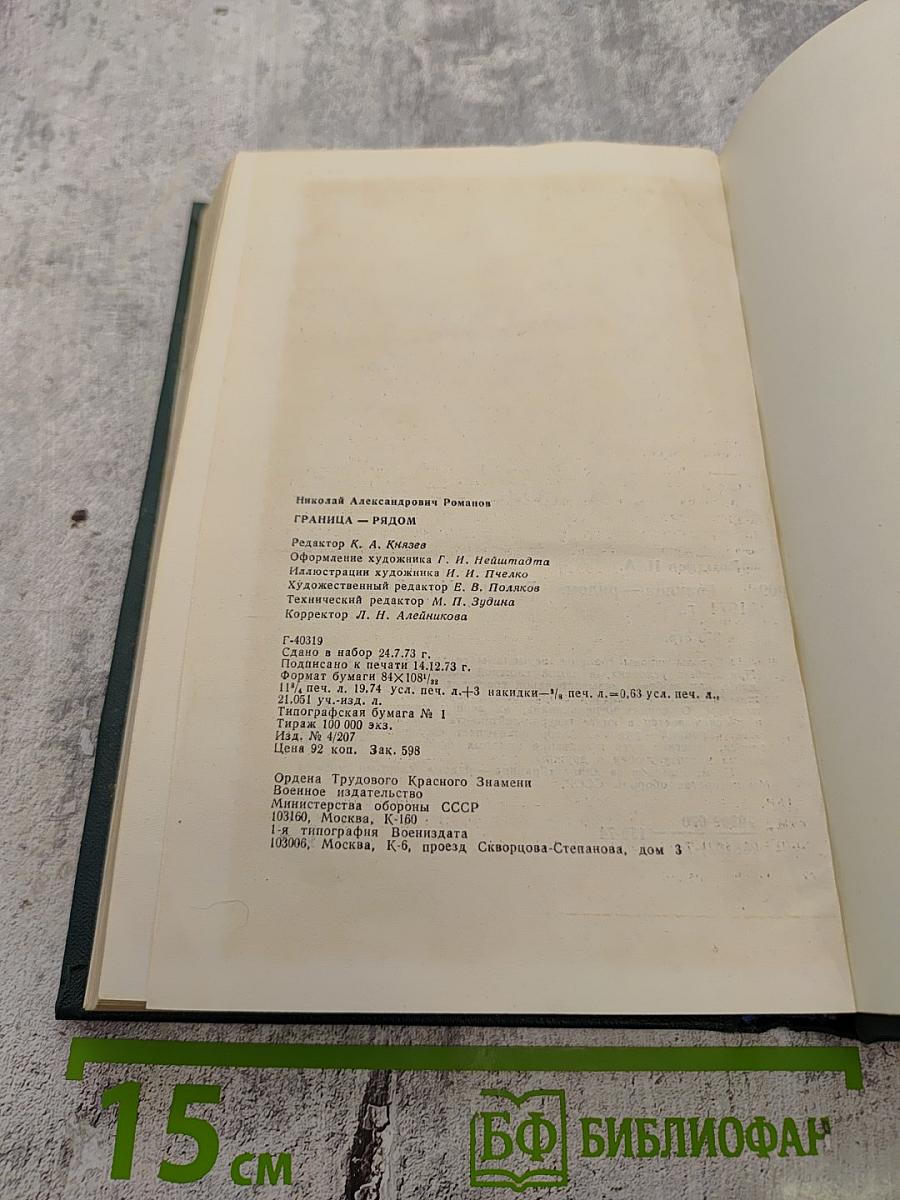 Николай Александрович Романов
ГРАНИЦА — РЯДОМ
Редактор К. А. Князев
Оформление художника Г. И. Нейштадта
Иллюстрации художника И. И. Пчелко
Художественный редактор Е. В. Поляков
Технический редактор М. П. Зудина
Корректор Л. Н. Алейникова
Г-40319
Сдано в набор 24.7.73 г.
Подписано к печати 14.12.73 г.
Формат бумаги 84×108¹/₃₂
11³/₄ печ. л. 19.74 усл. печ. л.+3 накидки—³/₈ печ. л.=0,63 усл. печ. л.,
21.051 уч.-изд. л.
Типографская бумага № 1
Тираж 100 000 экз.
Изд. № 4/207
Цена 92 коп. Зак. 598
Ордена Трудового Красного Знамени
Военное издательство
Министерства обороны СССР
103160, Москва, К-160
1-я типография Воениздата
103006, Москва, К-6, проезд Скворцова-Степанова, дом 3
15 см
БФ БИБЛИОФАН